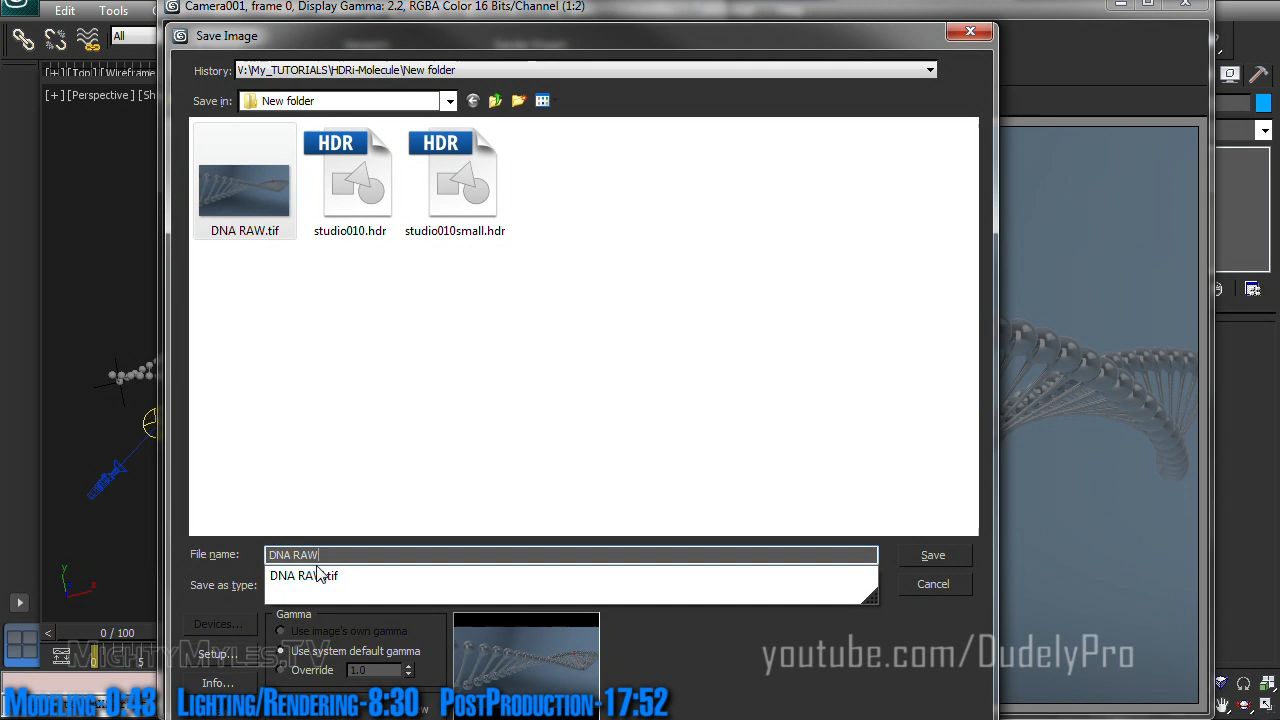 Edit
Tools
Camera001, frame 0, Display Gamma: 2.2, RGBA Color 16 Bits/Channel (1:2)
Save Image
All
History:
V:\My_TUTORIALS\HDRi-Molecule\New folder
[+] [Top] [Wireframe
[+] [Perspective] [Sh
Save in:
New folder
HDR
HDR
DNA RAW.tif
studio010.hdr
studio010small.hdr
File name:
DNA RAW
Save
DNA RAW.tif
Save as type:
Cancel
y
x
z
Gamma
Devices...
Use image's own gamma
0 / 100
Setup...
Use system default gamma
Override
1.0
Info...
MightyMyles.TV
youtube.com/DudelyPro
Modeling-0:43 Lighting/Rendering-8:30 PostProduction-17:52